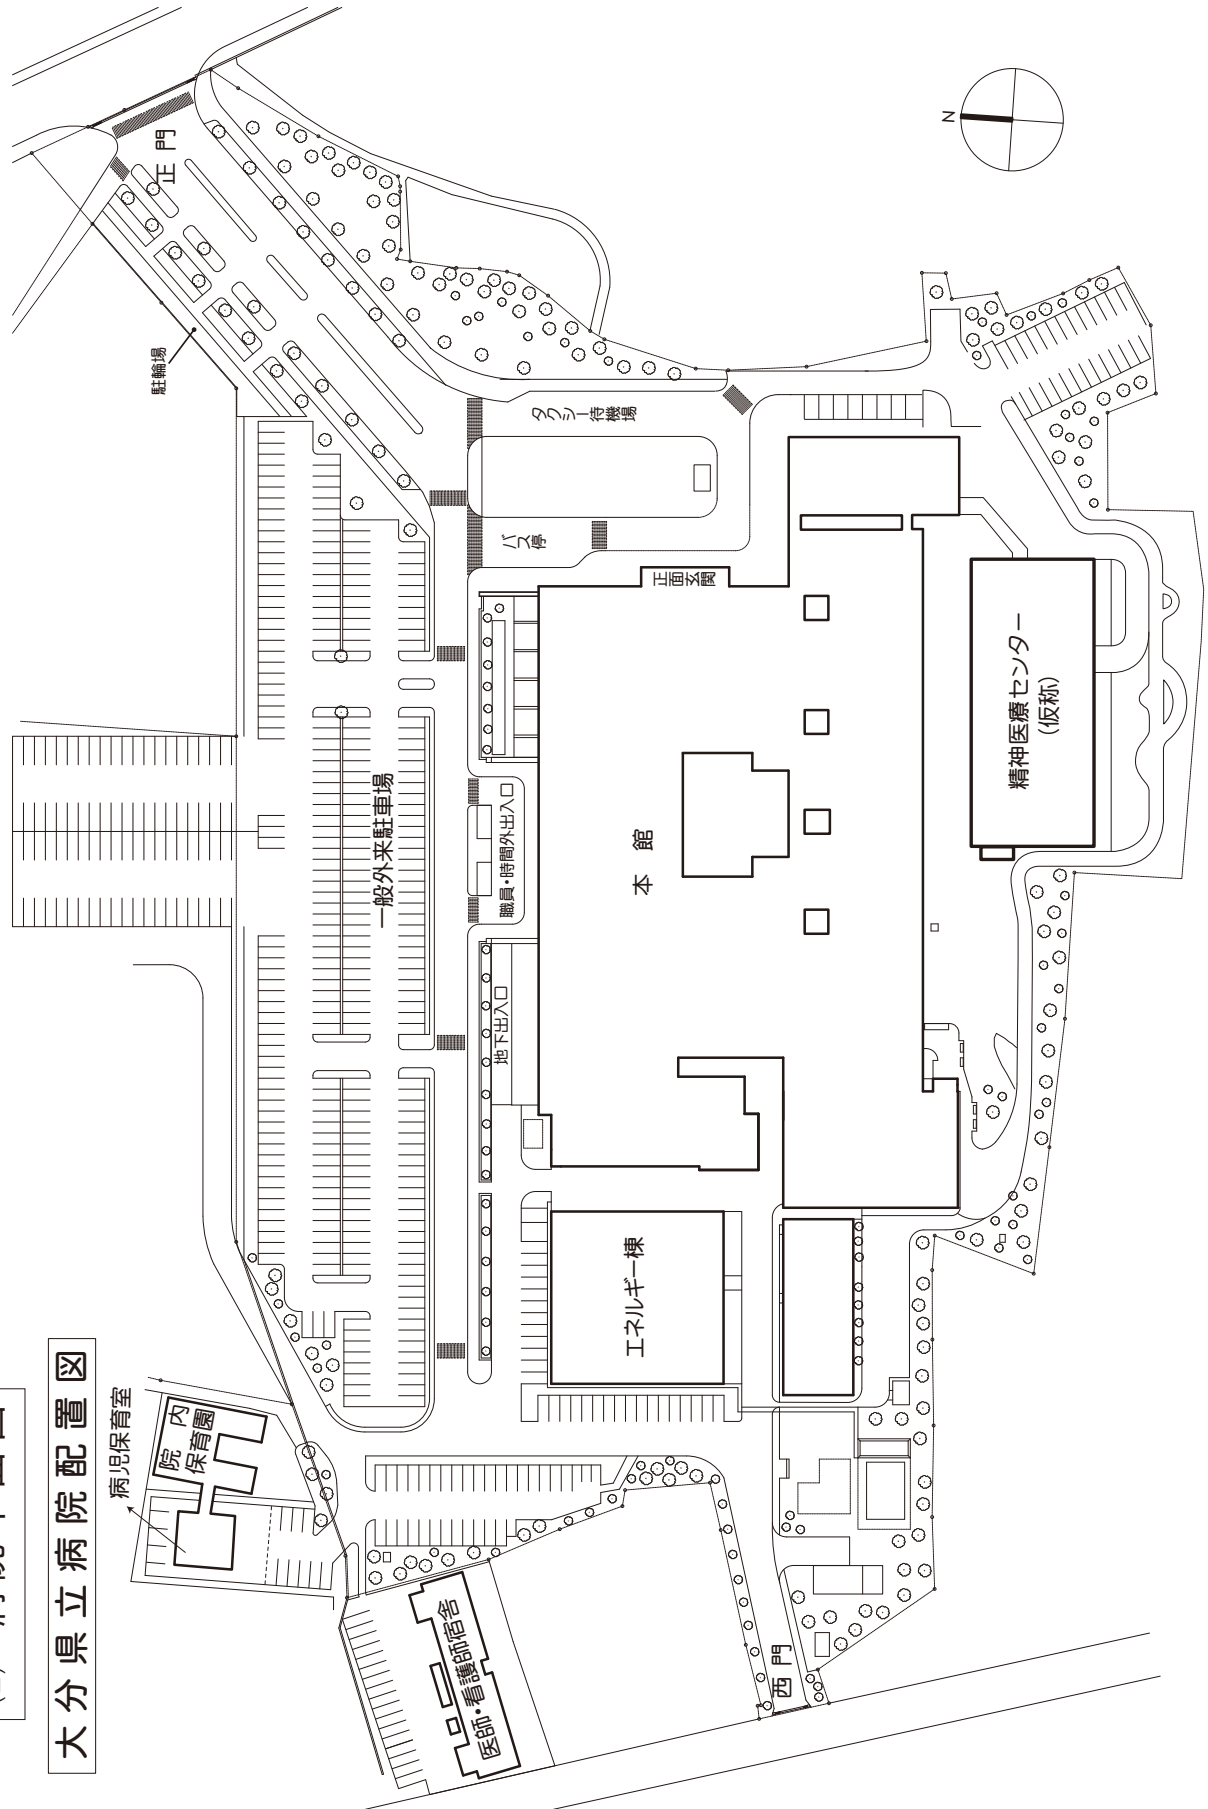 大分県立病院配置図
病児保育室
院内
保育園
医師・看護師宿舎
西門
エネルギー棟
地下出入口
職員・時間外出入口
一般外来駐車場
本館
精神医療センター
(仮称)
正面玄関
バス停
タクシー待機場
駐輪場
正門
N